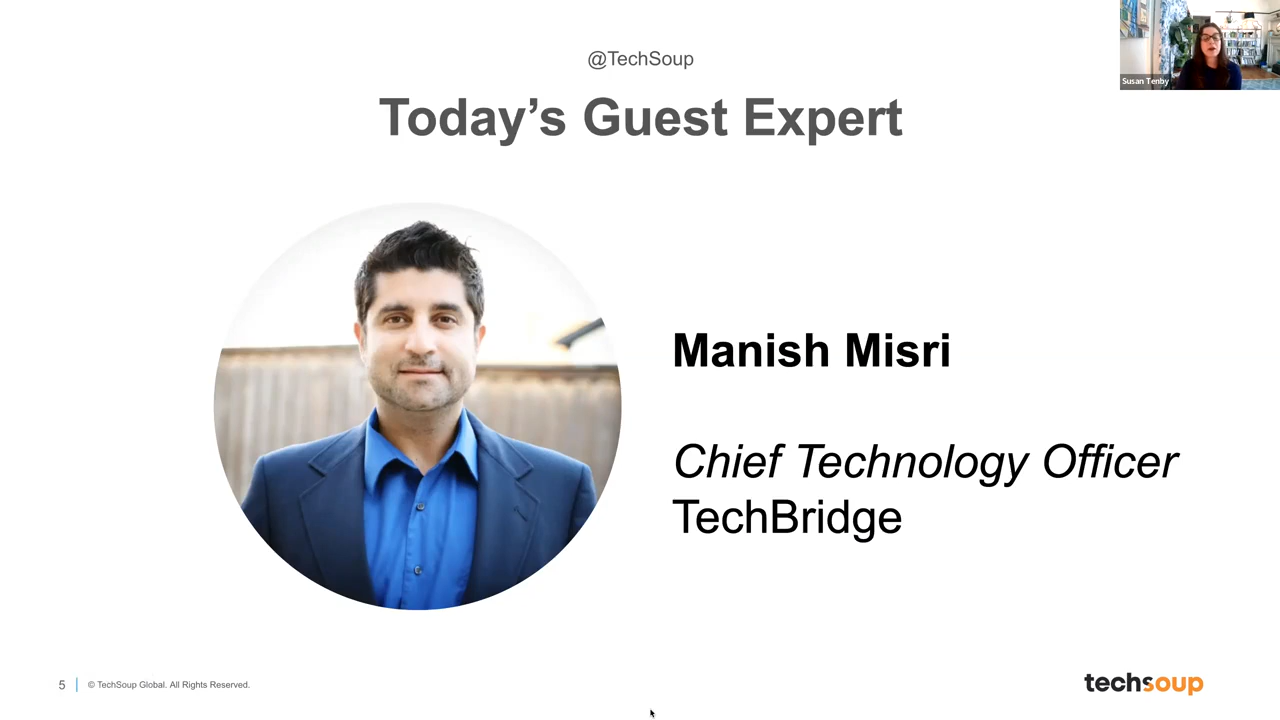 @TechSoup
Today’s Guest Expert
Susan Tenby
Manish Misri
Chief Technology Officer
TechBridge
5
© TechSoup Global. All Rights Reserved.
techsoup